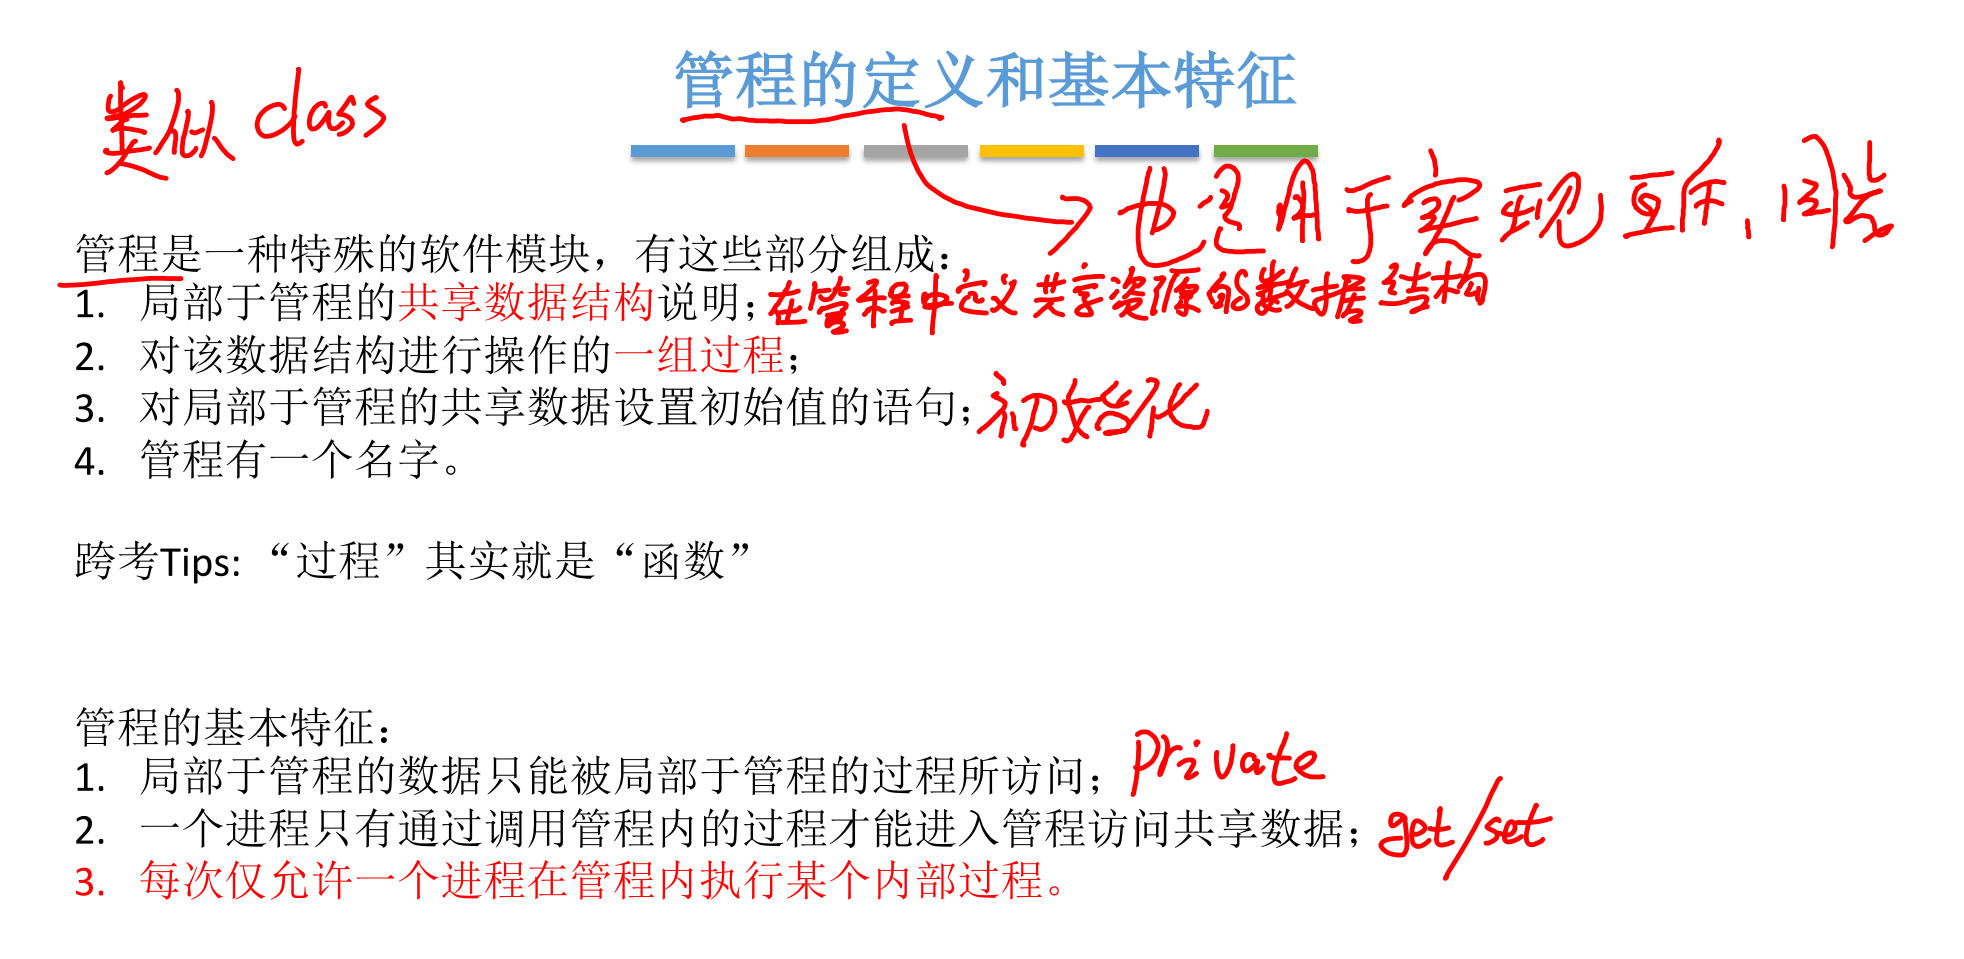 管程的定义和基本特征
类似 class
也是用于实现互斥、同步
管程是一种特殊的软件模块，有这些部分组成：
1. 局部于管程的共享数据结构说明；在管程中定义共享资源的数据结构
2. 对该数据结构进行操作的一组过程；
3. 对局部于管程的共享数据设置初始值的语句；初始化
4. 管程有一个名字。
跨考Tips: “过程”其实就是“函数”
管程的基本特征：
1. 局部于管程的数据只能被局部于管程的过程所访问；private
2. 一个进程只有通过调用管程内的过程才能进入管程访问共享数据；get/set
3. 每次仅允许一个进程在管程内执行某个内部过程。